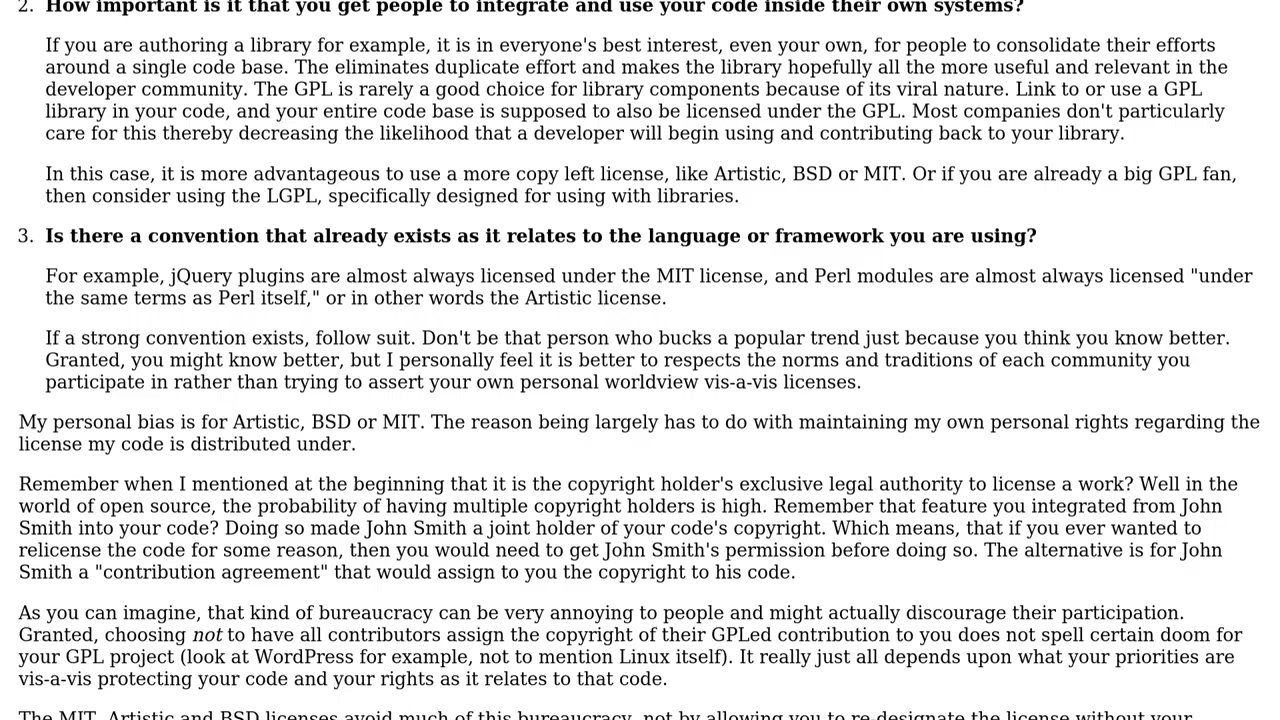 2. How important is it that you get people to integrate and use your code inside their own systems?
If you are authoring a library for example, it is in everyone's best interest, even your own, for people to consolidate their efforts
around a single code base. The eliminates duplicate effort and makes the library hopefully all the more useful and relevant in the
developer community. The GPL is rarely a good choice for library components because of its viral nature. Link to or use a GPL
library in your code, and your entire code base is supposed to also be licensed under the GPL. Most companies don't particularly
care for this thereby decreasing the likelihood that a developer will begin using and contributing back to your library.
In this case, it is more advantageous to use a more copy left license, like Artistic, BSD or MIT. Or if you are already a big GPL fan,
then consider using the LGPL, specifically designed for using with libraries.
3. Is there a convention that already exists as it relates to the language or framework you are using?
For example, jQuery plugins are almost always licensed under the MIT license, and Perl modules are almost always licensed "under
the same terms as Perl itself," or in other words the Artistic license.
If a strong convention exists, follow suit. Don't be that person who bucks a popular trend just because you think you know better.
Granted, you might know better, but I personally feel it is better to respects the norms and traditions of each community you
participate in rather than trying to assert your own personal worldview vis-a-vis licenses.
My personal bias is for Artistic, BSD or MIT. The reason being largely has to do with maintaining my own personal rights regarding the
license my code is distributed under.
Remember when I mentioned at the beginning that it is the copyright holder's exclusive legal authority to license a work? Well in the
world of open source, the probability of having multiple copyright holders is high. Remember that feature you integrated from John
Smith into your code? Doing so made John Smith a joint holder of your code's copyright. Which means, that if you ever wanted to
relicense the code for some reason, then you would need to get John Smith's permission before doing so. The alternative is for John
Smith a "contribution agreement" that would assign to you the copyright to his code.
As you can imagine, that kind of bureaucracy can be very annoying to people and might actually discourage their participation.
Granted, choosing not to have all contributors assign the copyright of their GPLed contribution to you does not spell certain doom for
your GPL project (look at WordPress for example, not to mention Linux itself). It really just all depends upon what your priorities are
vis-a-vis protecting your code and your rights as it relates to that code.
The MIT, Artistic and BSD licenses avoid much of this bureaucracy, not by allowing you to re-designate the license without your